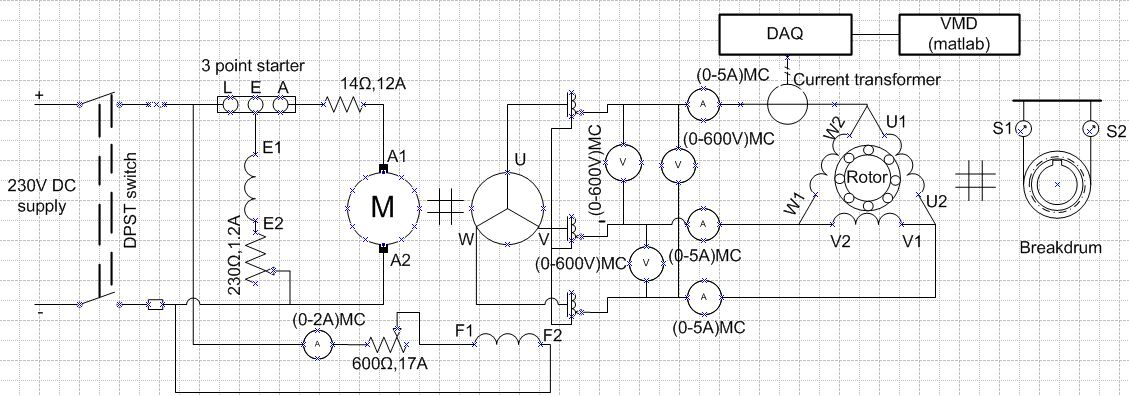 DAQ
VMD
(matlab)
3 point starter
L E A
14Ω,12A
(0-5A)MC
Current transformer
+
A
S1
S2
E1
A1
U
(0-600V)MC
(0-600V)MC
V
V
W2
U1
230V DC
supply
DPST switch
M
Rotor
E2
W
V
W1
U2
230Ω,1.2A
A2
(0-600V)MC
V
A
(0-5A)MC
V2
V1
Breakdrum
-
(0-2A)MC
A
600Ω,17A
F1
F2
A
(0-5A)MC